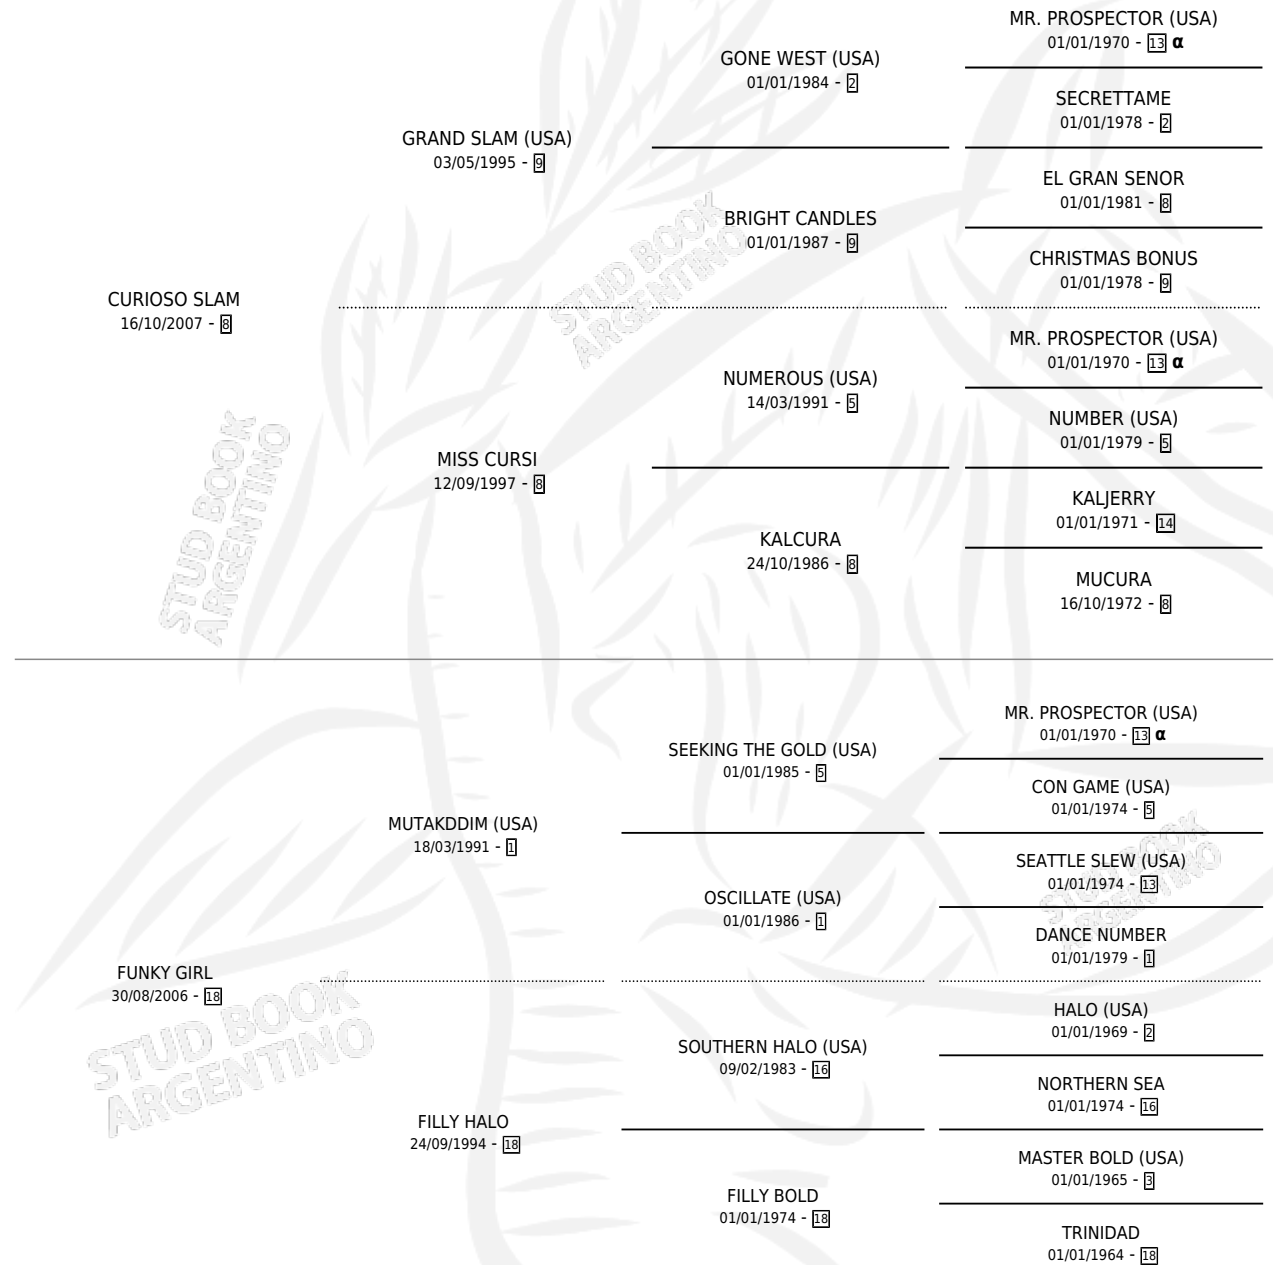 MR. PROSPECTOR (USA)
01/01/1970 - 13 α
GONE WEST (USA)
01/01/1984 - 2
SECRETTAME
01/01/1978 - 2
GRAND SLAM (USA)
03/05/1995 - 9
EL GRAN SENOR
01/01/1981 - 8
BRIGHT CANDLES
01/01/1987 - 9
CHRISTMAS BONUS
01/01/1978 - 9
CURIOSO SLAM
16/10/2007 - 8
MR. PROSPECTOR (USA)
01/01/1970 - 13 α
NUMEROUS (USA)
14/03/1991 - 5
NUMBER (USA)
01/01/1979 - 5
MISS CURSI
12/09/1997 - 8
KALJERRY
01/01/1971 - 14
KALCURA
24/10/1986 - 8
MUCURA
16/10/1972 - 8
MR. PROSPECTOR (USA)
01/01/1970 - 13 α
SEEKING THE GOLD (USA)
01/01/1985 - 5
CON GAME (USA)
01/01/1974 - 5
MUTAKDDIM (USA)
18/03/1991 - 1
SEATTLE SLEW (USA)
01/01/1974 - 13
OSCILLATE (USA)
01/01/1986 - 1
DANCE NUMBER
01/01/1979 - 1
FUNKY GIRL
30/08/2006 - 18
HALO (USA)
01/01/1969 - 2
SOUTHERN HALO (USA)
09/02/1983 - 16
NORTHERN SEA
01/01/1974 - 16
FILLY HALO
24/09/1994 - 18
MASTER BOLD (USA)
01/01/1965 - 3
FILLY BOLD
01/01/1974 - 18
TRINIDAD
01/01/1964 - 18
STUD BOOK
ARGENTINO
STUD BOOK
ARGENTINO
STUD BOOK
ARGENTINO
STUD BOOK
ARGENTINO